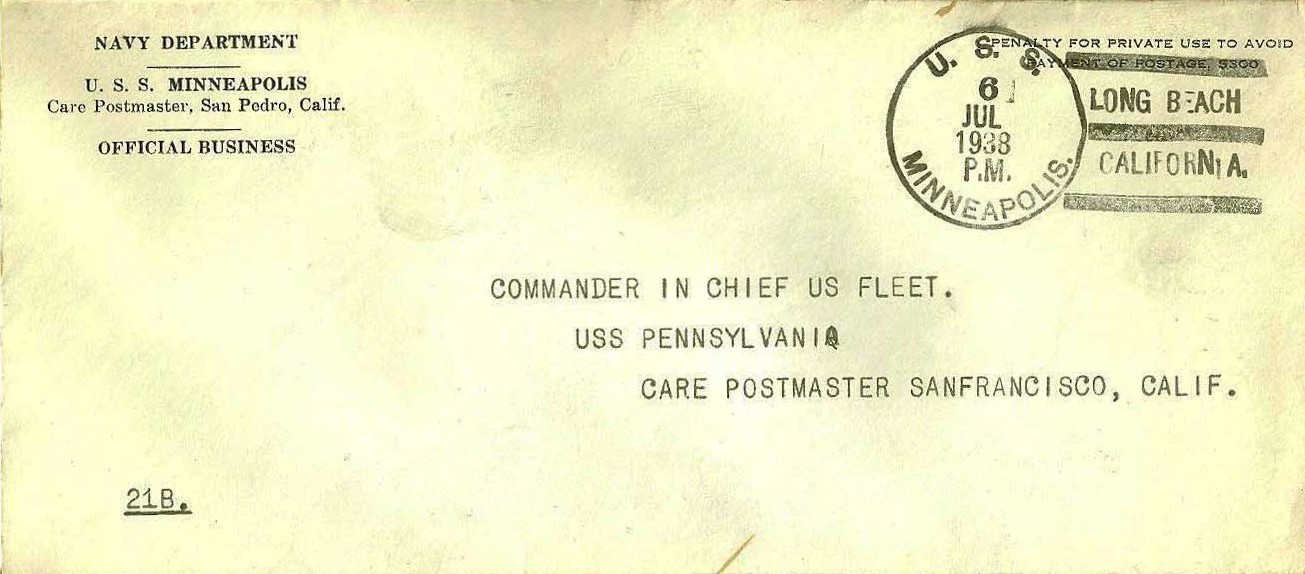 NAVY DEPARTMENT
U. S. S. MINNEAPOLIS
Care Postmaster, San Pedro, Calif.
OFFICIAL BUSINESS
PENALTY FOR PRIVATE USE TO AVOID
PAYMENT OF POSTAGE, $300
U. S. S.
6
JUL
1938
P.M.
MINNEAPOLIS.
LONG BEACH
CALIFORNIA.
COMMANDER IN CHIEF US FLEET.
USS PENNSYLVANIA
CARE POSTMASTER SANFRANCISCO, CALIF.
21B.